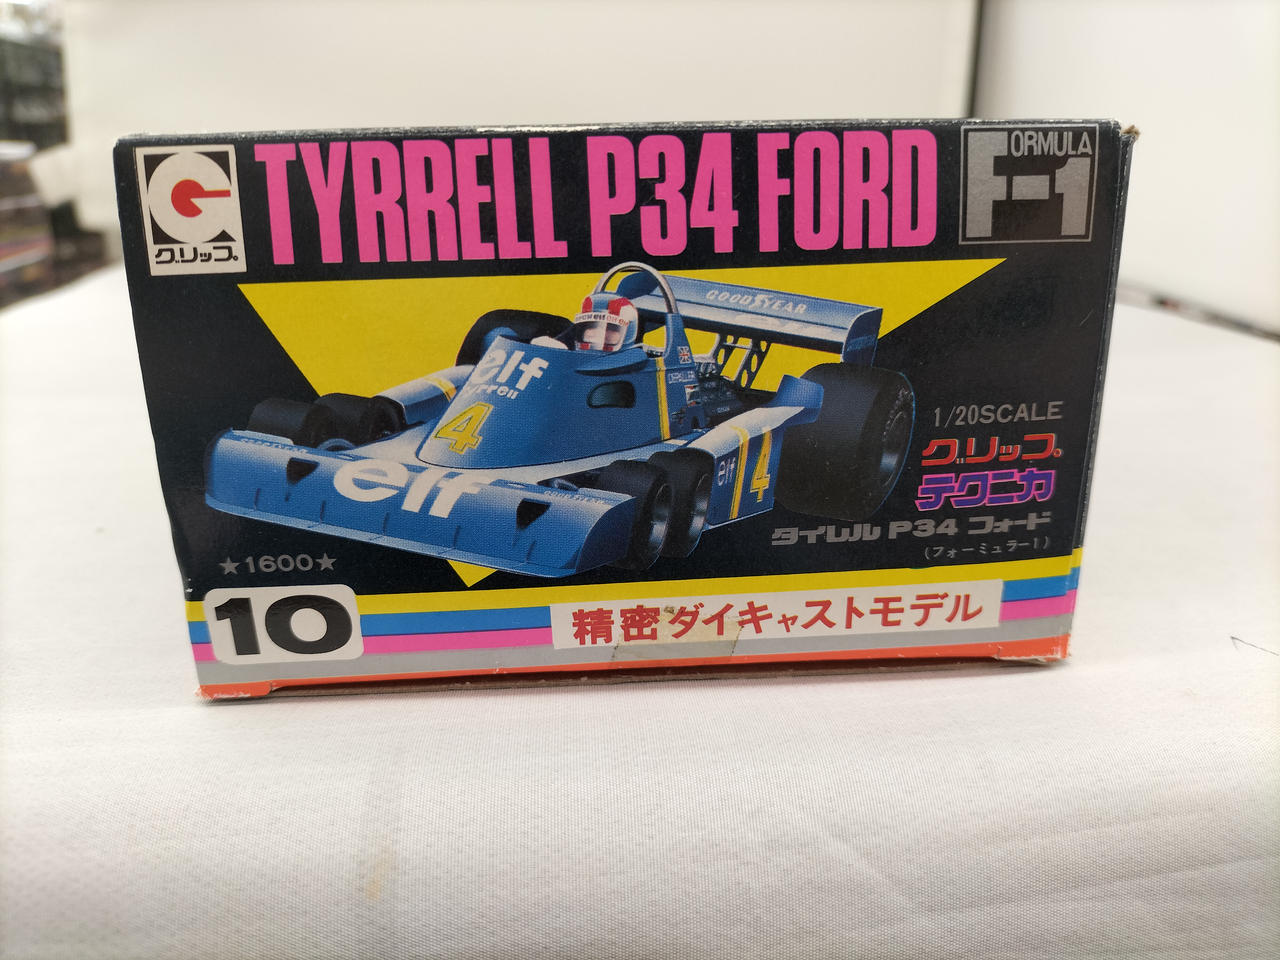 グリップ
TYRRELL P34 FORD
FORMULA
F-1
GOODYEAR
elf
tyrrell
4
elf
elf
4
GOODYEAR
1/20SCALE
グリップ
テクニカ
タイレル P34 フォード
(フォーミュラー1)
★1600★
10
精密ダイキャストモデル